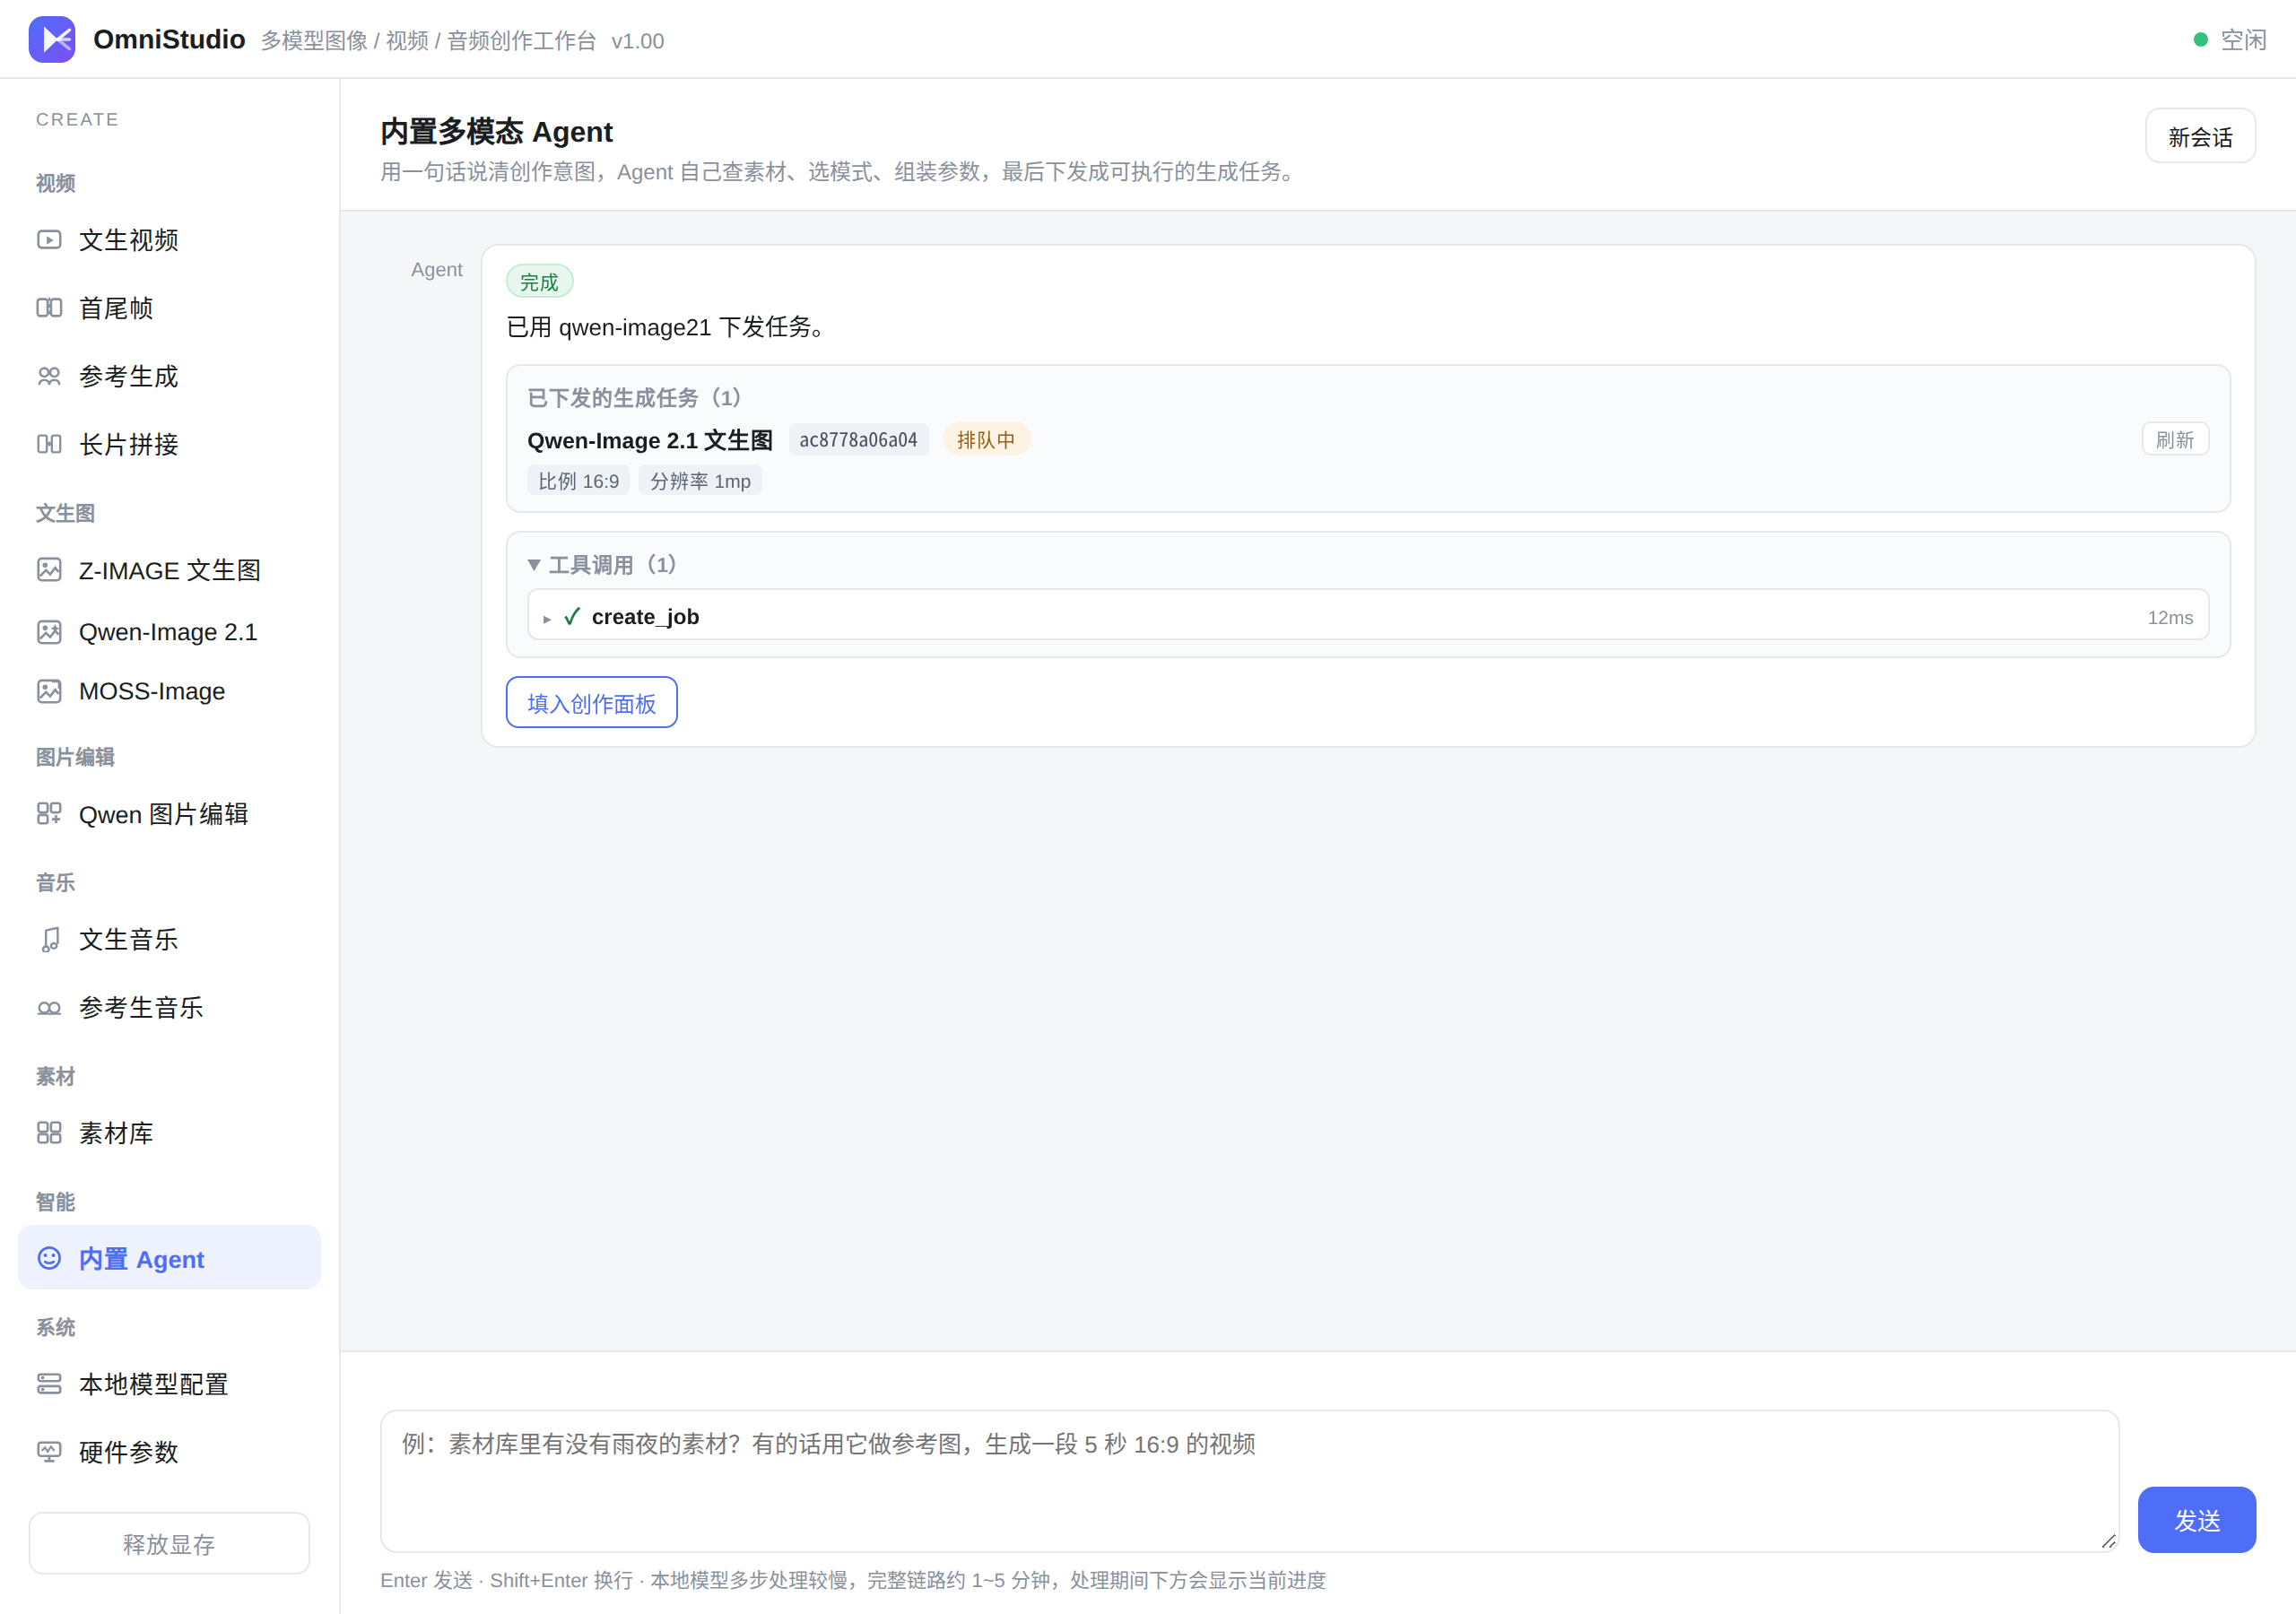 OmniStudio 多模型图像 / 视频 / 音频创作工作台 v1.00
空闲
CREATE
视频
文生视频
首尾帧
参考生成
长片拼接
文生图
Z-IMAGE 文生图
Qwen-Image 2.1
MOSS-Image
图片编辑
Qwen 图片编辑
音乐
文生音乐
参考生音乐
素材
素材库
智能
内置 Agent
系统
本地模型配置
硬件参数
释放显存
内置多模态 Agent
用一句话说清创作意图，Agent 自己查素材、选模式、组装参数，最后下发成可执行的生成任务。
新会话
Agent
完成
已用 qwen-image21 下发任务。
已下发的生成任务（1）
Qwen-Image 2.1 文生图 ac8778a06a04 排队中
刷新
比例 16:9 分辨率 1mp
▼ 工具调用（1）
▸ ✓ create_job 12ms
填入创作面板
例：素材库里有没有雨夜的素材？有的话用它做参考图，生成一段 5 秒 16:9 的视频
发送
Enter 发送 · Shift+Enter 换行 · 本地模型多步处理较慢，完整链路约 1~5 分钟，处理期间下方会显示当前进度